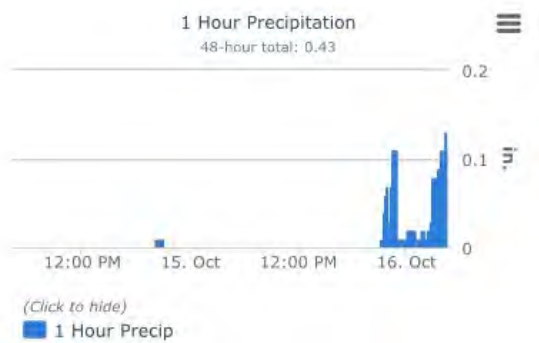 1 Hour Precipitation
48-hour total: 0.43
0.2
0.1
in.
0
12:00 PM 15. Oct 12:00 PM 16. Oct
(Click to hide)
1 Hour Precip